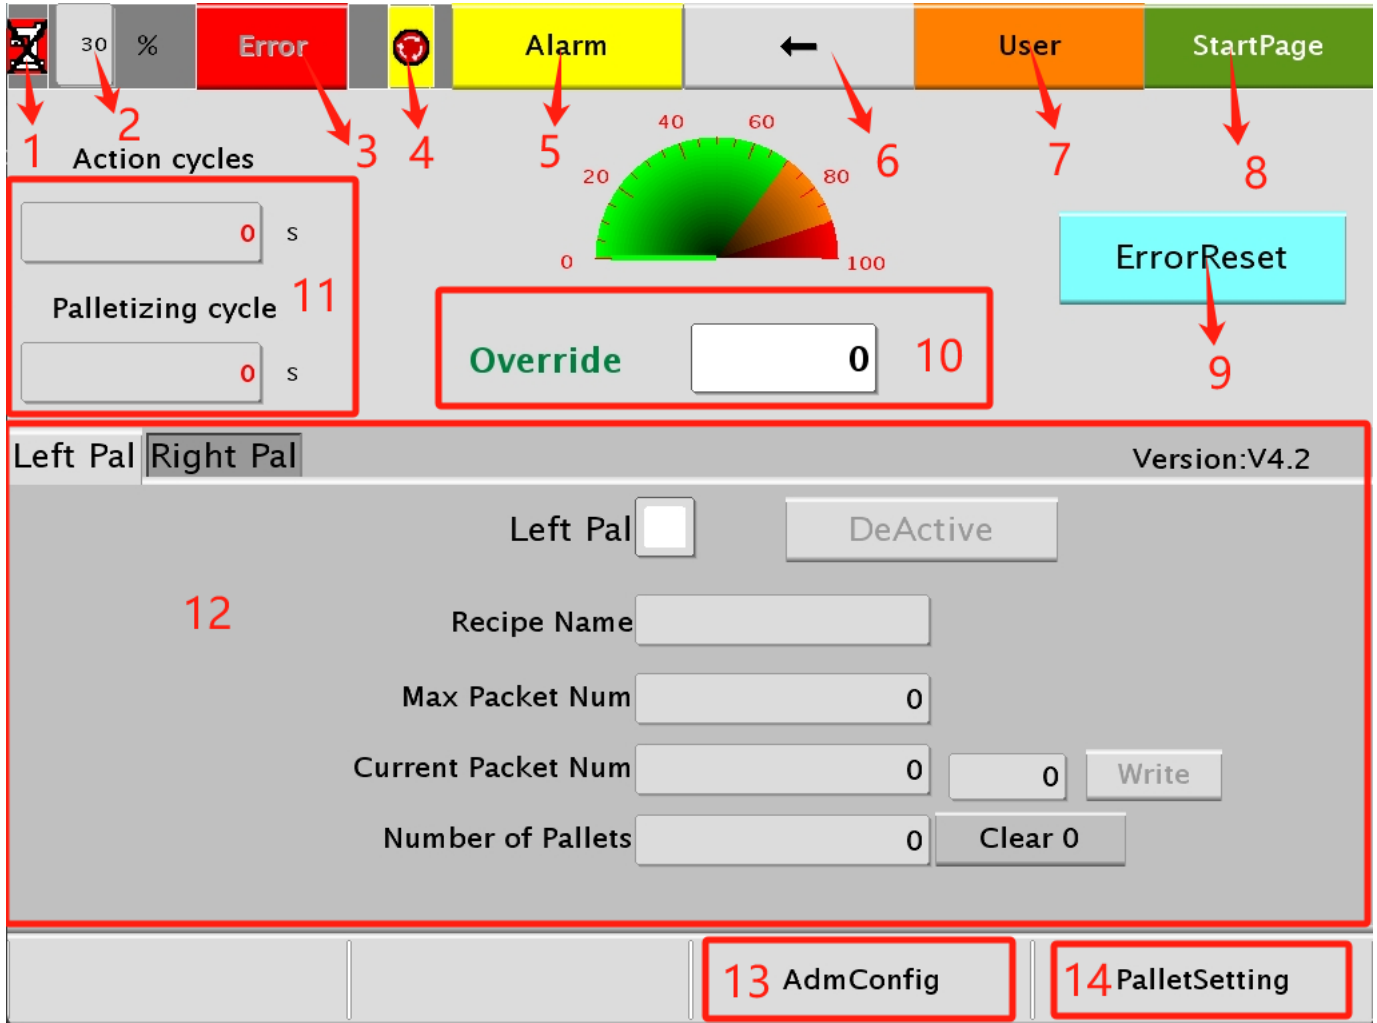 30 % Error Alarm ← User StartPage
1 2 3 4 5 6 7 8
Action cycles
0 20 40 60 80 100
0 s
11
Palletizing cycle
0 s
ErrorReset
9
Override 0 10
Left Pal Right Pal Version:V4.2
Left Pal DeActive
12
Recipe Name
Max Packet Num 0
Current Packet Num 0 0 Write
Number of Pallets 0 Clear 0
13 AdmConfig 14 PalletSetting